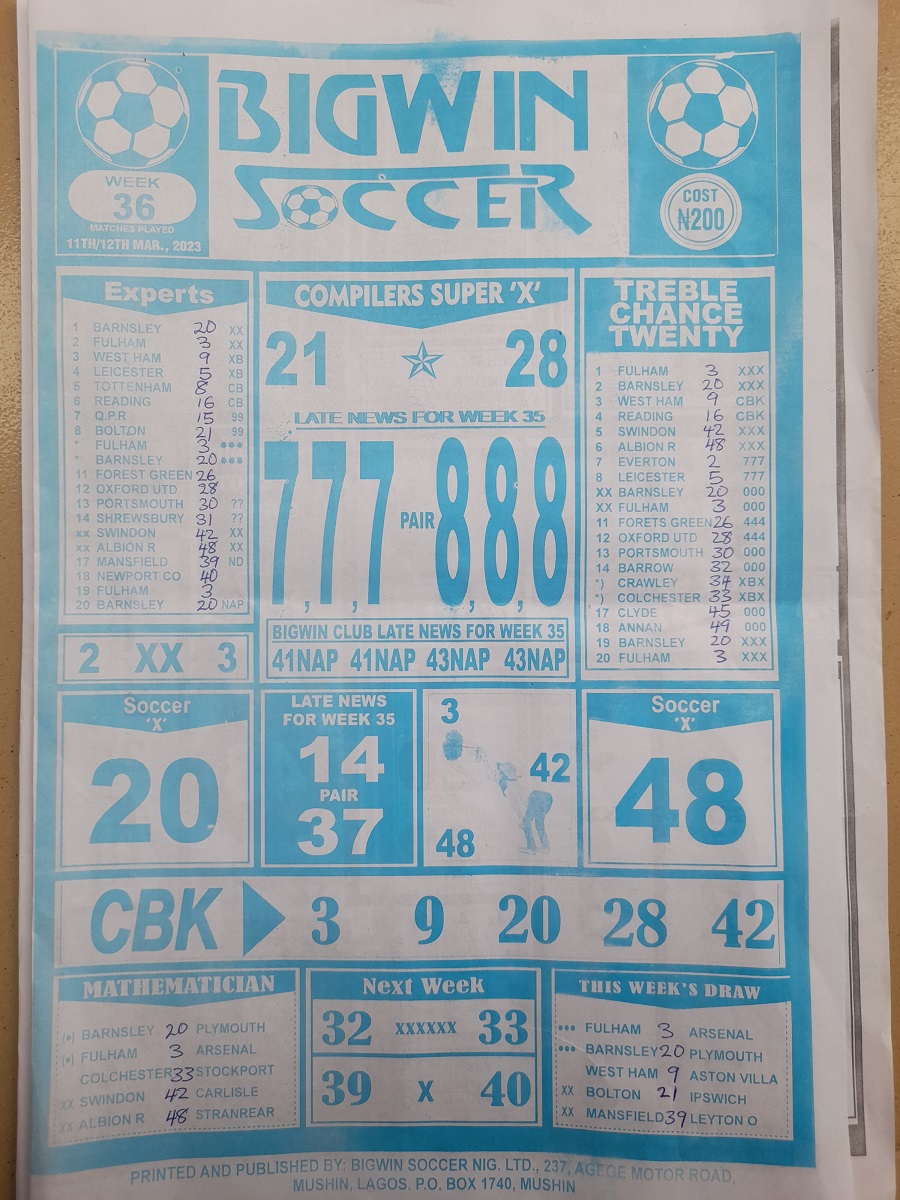 BIGWIN
SOCCER
WEEK
36
MATCHES PLAYED
11TH/12TH MAR., 2023
COST
₦200
Experts
1 BARNSLEY 20 XX
2 FULHAM 3 XX
3 WEST HAM 9 XB
4 LEICESTER 5 XB
5 TOTTENHAM 8 CB
6 READING 16 CB
7 Q.P.R 15 99
8 BOLTON 21 99
* FULHAM 3 ***
* BARNSLEY 20 ***
11 FOREST GREEN 26
12 OXFORD UTD 28
13 PORTSMOUTH 30 ??
14 SHREWSBURY 31 ??
xx SWINDON 42 XX
xx ALBION R 48 XX
17 MANSFIELD 39 ND
18 NEWPORT CO 40
19 FULHAM 3
20 BARNSLEY 20 NAP
2 XX 3
COMPILERS SUPER 'X'
21 28
LATE NEWS FOR WEEK 35
7,7,7 PAIR 8,8,8
BIGWIN CLUB LATE NEWS FOR WEEK 35
41NAP 41NAP 43NAP 43NAP
TREBLE
CHANCE
TWENTY
1 FULHAM 3 XXX
2 BARNSLEY 20 XXX
3 WEST HAM 9 CBK
4 READING 16 CBK
5 SWINDON 42 XXX
6 ALBION R 48 XXX
7 EVERTON 2 777
8 LEICESTER 5 777
XX BARNSLEY 20 000
XX FULHAM 3 000
11 FORETS GREEN 26 444
12 OXFORD UTD 28 444
13 PORTSMOUTH 30 000
14 BARROW 32 000
*) CRAWLEY 34 XBX
*) COLCHESTER 33 XBX
17 CLYDE 45 000
18 ANNAN 49 000
19 BARNSLEY 20 XXX
20 FULHAM 3 XXX
Soccer
'X'
20
LATE NEWS
FOR WEEK 35
14
PAIR
37
3
42
48
Soccer
'X'
48
CBK 3 9 20 28 42
MATHEMATICIAN
(•) BARNSLEY 20 PLYMOUTH
(•) FULHAM 3 ARSENAL
COLCHESTER 33 STOCKPORT
XX SWINDON 42 CARLISLE
XX ALBION R 48 STRANREAR
Next Week
32 XXXXXX 33
39 X 40
THIS WEEK'S DRAW
••• FULHAM 3 ARSENAL
••• BARNSLEY 20 PLYMOUTH
WEST HAM 9 ASTON VILLA
XX BOLTON 21 IPSWICH
XX MANSFIELD 39 LEYTON O
PRINTED AND PUBLISHED BY: BIGWIN SOCCER NIG. LTD., 237, AGEGE MOTOR ROAD,
MUSHIN, LAGOS. P.O. BOX 1740, MUSHIN